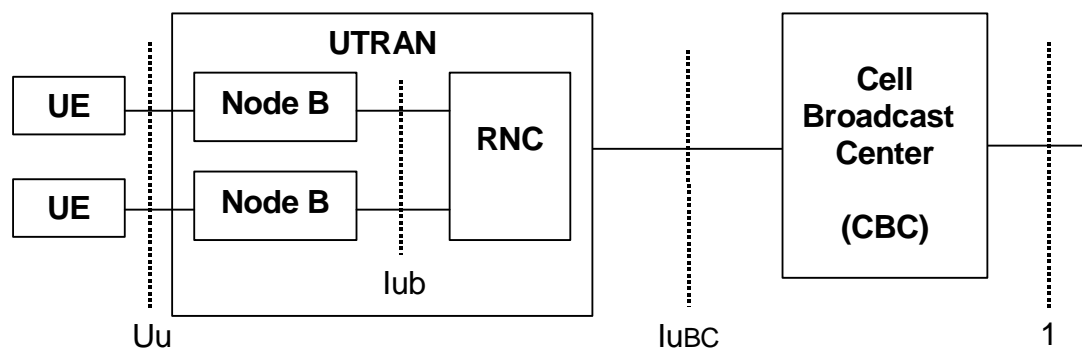 UTRAN
UE
Node B
RNC
UE
Node B
Iub
Cell
Broadcast
Center
(CBC)
Uu
IuBC
1